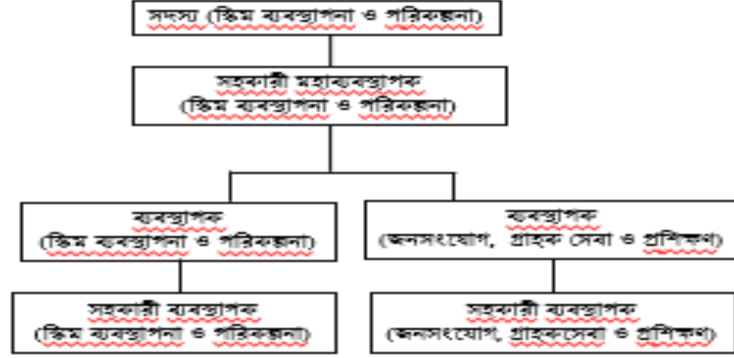 সদস্য (স্কিম ব্যবস্থাপনা ও পরিকল্পনা)
সহকারী মহাব্যবস্থাপক
(স্কিম ব্যবস্থাপনা ও পরিকল্পনা)
ব্যবস্থাপক
(স্কিম ব্যবস্থাপনা ও পরিকল্পনা)
ব্যবস্থাপক
(জনসংযোগ, গ্রাহক সেবা ও প্রশিক্ষণ)
সহকারী ব্যবস্থাপক
(স্কিম ব্যবস্থাপনা ও পরিকল্পনা)
সহকারী ব্যবস্থাপক
(জনসংযোগ, গ্রাহকসেবা ও প্রশিক্ষণ)